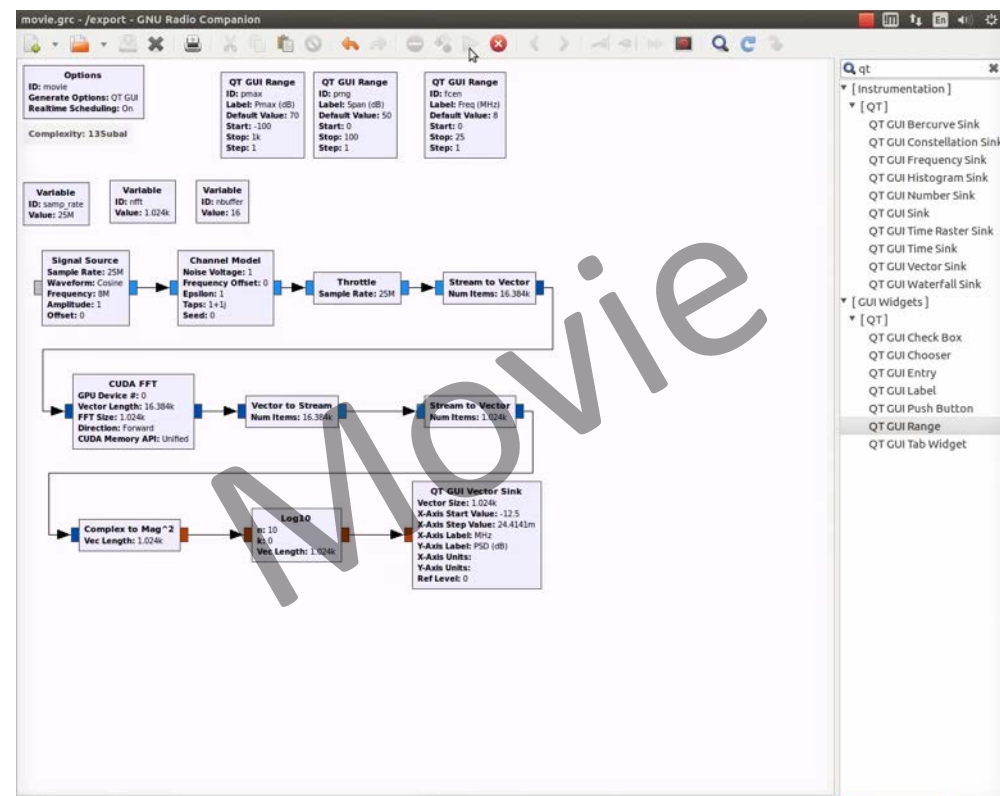 movie.grc - /export - GNU Radio Companion
En
Options
ID: movie
Generate Options: QT GUI
Realtime Scheduling: On
Complexity: 135ubal
QT GUI Range
ID: pmax
Label: Pmax (dB)
Default Value: 70
Start: -100
Stop: 1k
Step: 1
QT GUI Range
ID: prng
Label: Span (dB)
Default Value: 50
Start: 0
Stop: 100
Step: 1
QT GUI Range
ID: fcen
Label: Freq (MHz)
Default Value: 8
Start: 0
Stop: 25
Step: 1
Variable
ID: samp_rate
Value: 25M
Variable
ID: nfft
Value: 1.024k
Variable
ID: nbuffer
Value: 16
Signal Source
Sample Rate: 25M
Waveform: Cosine
Frequency: 8M
Amplitude: 1
Offset: 0
Channel Model
Noise Voltage: 1
Frequency Offset: 0
Epsilon: 1
Taps: 1+1j
Seed: 0
Throttle
Sample Rate: 25M
Stream to Vector
Num Items: 16.384k
CUDA FFT
GPU Device #: 0
Vector Length: 16.384k
FFT Size: 1.024k
Direction: Forward
CUDA Memory API: Unified
Vector to Stream
Num Items: 16.384k
Stream to Vector
Num Items: 1.024k
Complex to Mag^2
Vec Length: 1.024k
Log10
n: 10
k: 0
Vec Length: 1.024k
QT GUI Vector Sink
Vector Size: 1.024k
X-Axis Start Value: -12.5
X-Axis Step Value: 24.4141m
X-Axis Label: MHz
Y-Axis Label: PSD (dB)
X-Axis Units:
Y-Axis Units:
Ref Level: 0
Movie
qt
[Instrumentation]
[QT]
QT GUI Bercurve Sink
QT GUI Constellation Sink
QT GUI Frequency Sink
QT GUI Histogram Sink
QT GUI Number Sink
QT GUI Sink
QT GUI Time Raster Sink
QT GUI Time Sink
QT GUI Vector Sink
QT GUI Waterfall Sink
[GUI Widgets]
[QT]
QT GUI Check Box
QT GUI Chooser
QT GUI Entry
QT GUI Label
QT GUI Push Button
QT GUI Range
QT GUI Tab Widget